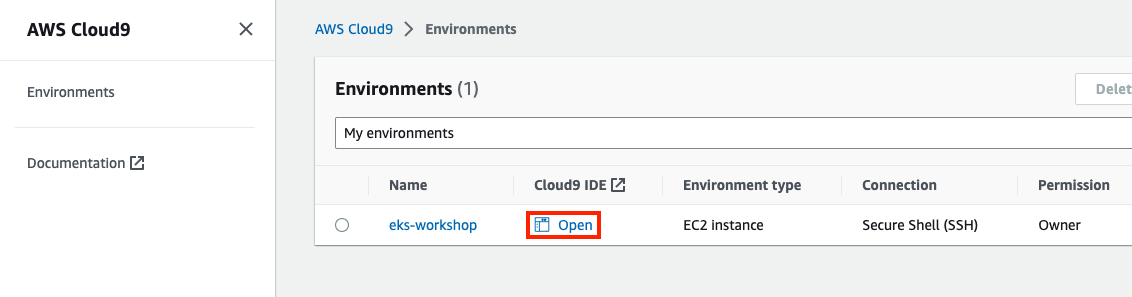 AWS Cloud9
Environments
Documentation
AWS Cloud9 > Environments
Environments (1)
Delet
My environments
Name Cloud9 IDE Environment type Connection Permission
eks-workshop Open EC2 instance Secure Shell (SSH) Owner